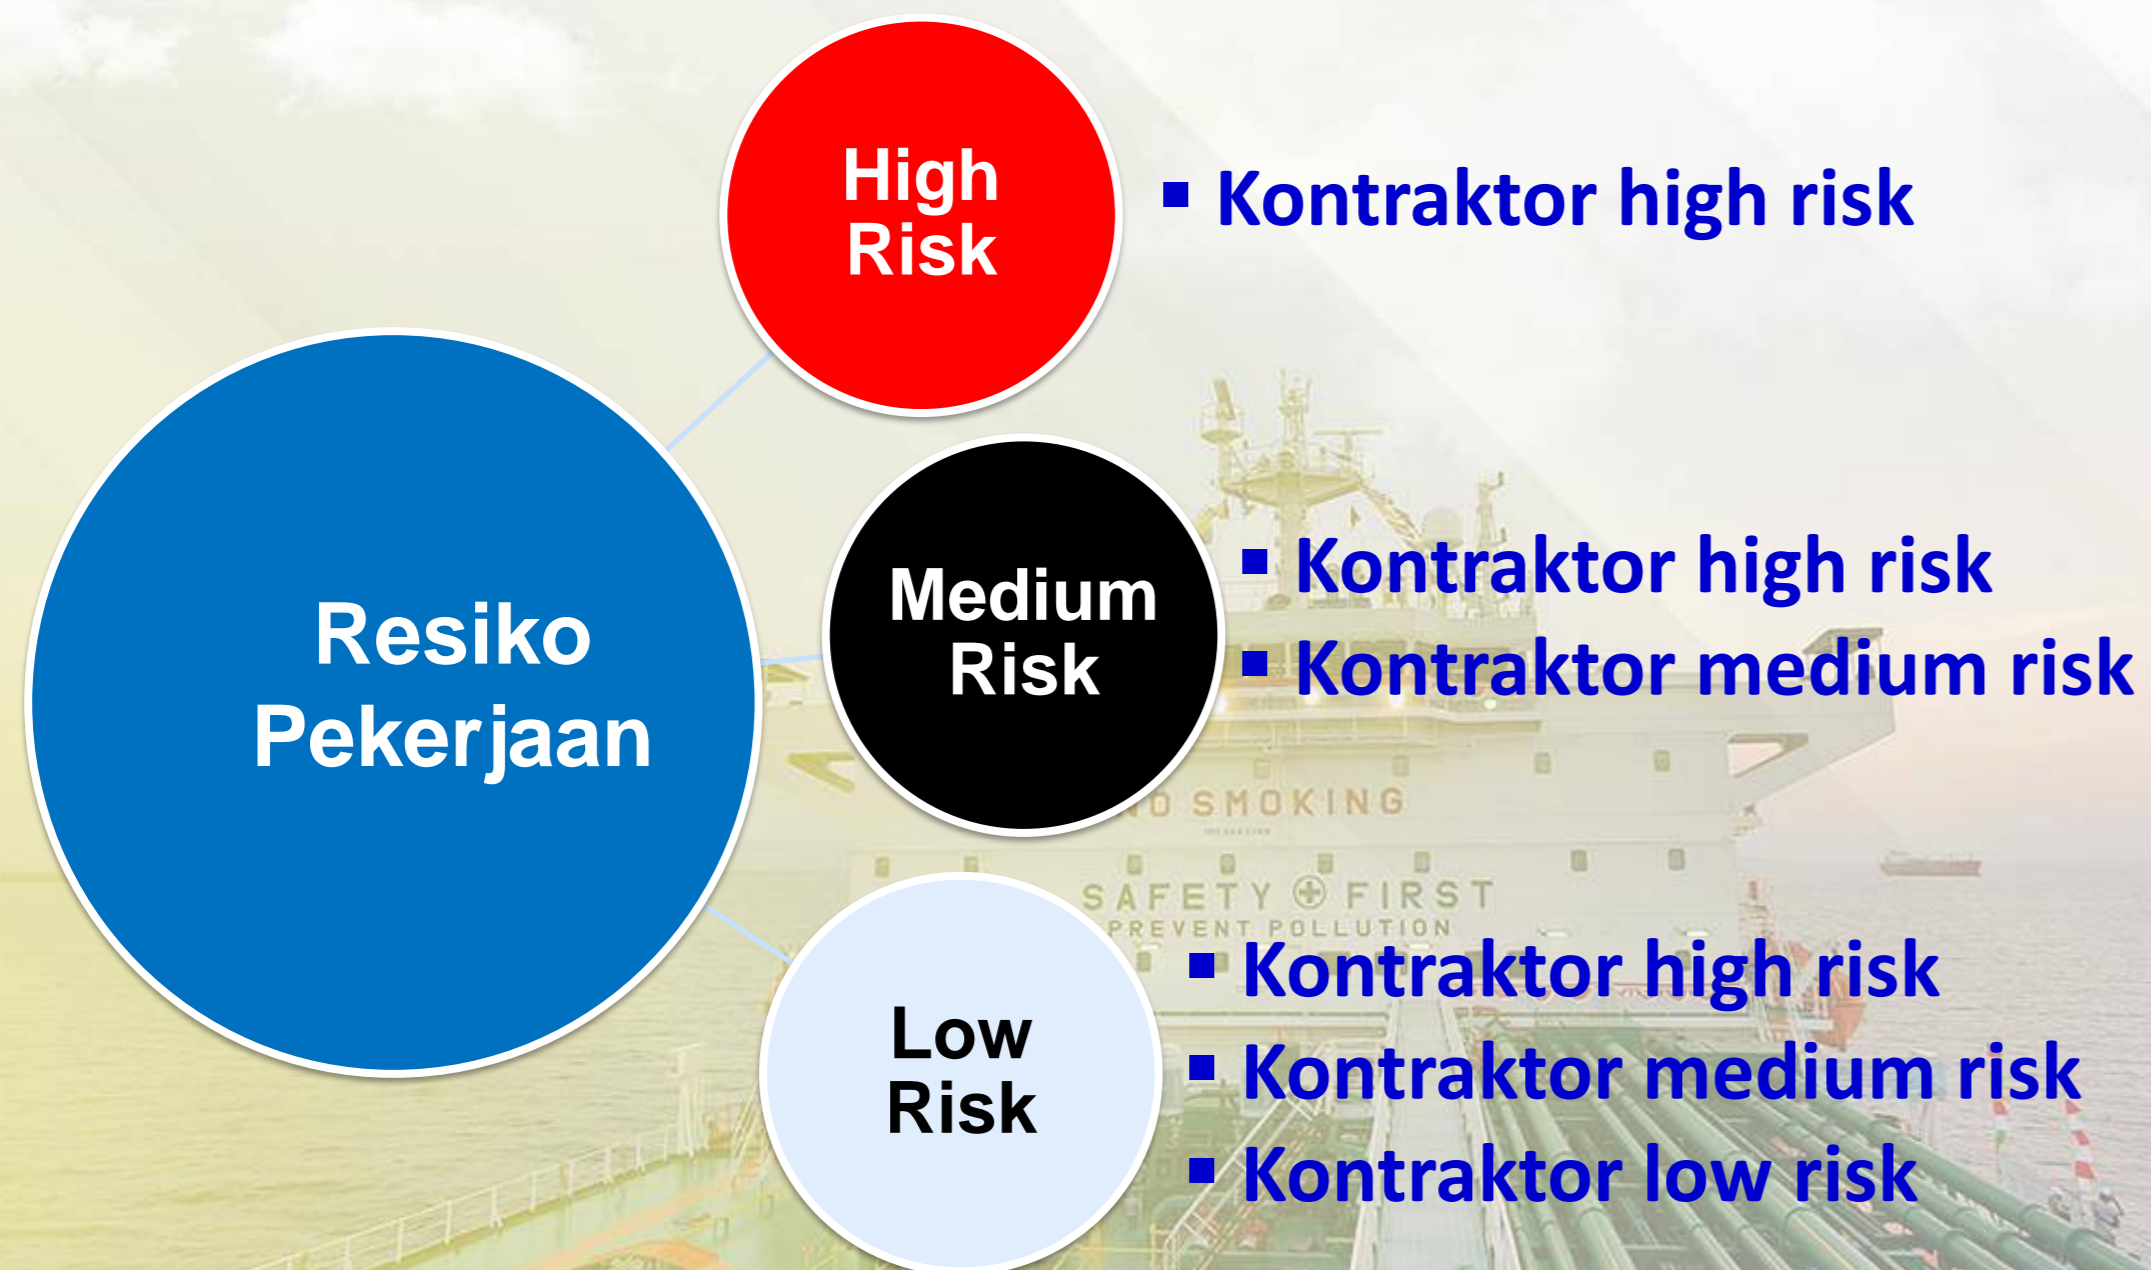 High
Risk
▪ Kontraktor high risk
Resiko
Pekerjaan
Medium
Risk
▪ Kontraktor high risk
▪ Kontraktor medium risk
NO SMOKING
SAFETY FIRST
PREVENT POLLUTION
Low
Risk
▪ Kontraktor high risk
▪ Kontraktor medium risk
▪ Kontraktor low risk